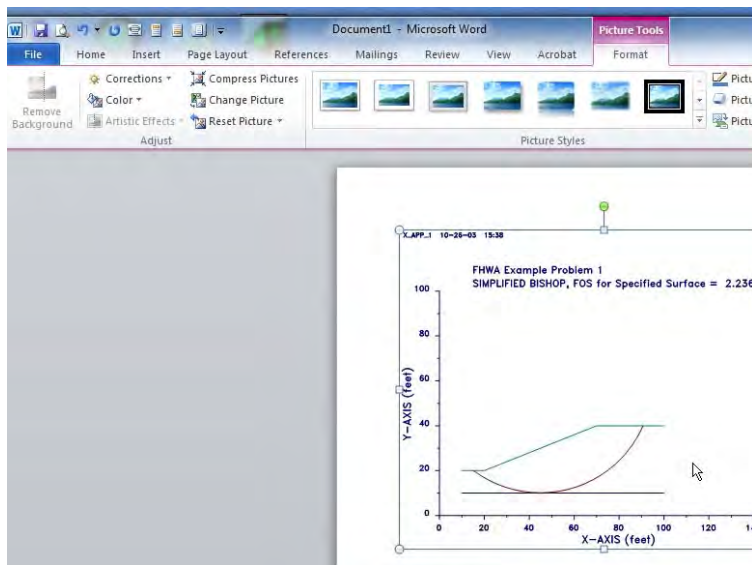 Document1 - Microsoft Word
Picture Tools
File Home Insert Page Layout References Mailings Review View Acrobat Format
Corrections
Compress Pictures
Color
Change Picture
Remove Background
Artistic Effects
Reset Picture
Adjust
Picture Styles
X_APP_1 10-26-03 15:38
FHWA Example Problem 1
SIMPLIFIED BISHOP, FOS for Specified Surface = 2.236
100
80
60
40
20
0
Y-AXIS (feet)
0 20 40 60 80 100 120
X-AXIS (feet)